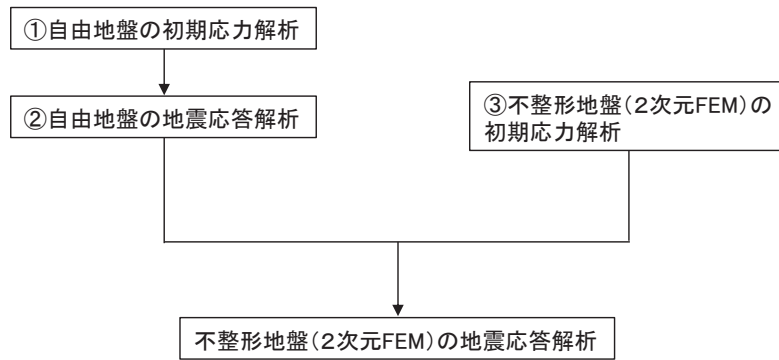 ①自由地盤の初期応力解析
②自由地盤の地震応答解析
③不整形地盤(2次元FEM)の
初期応力解析
不整形地盤(2次元FEM)の地震応答解析